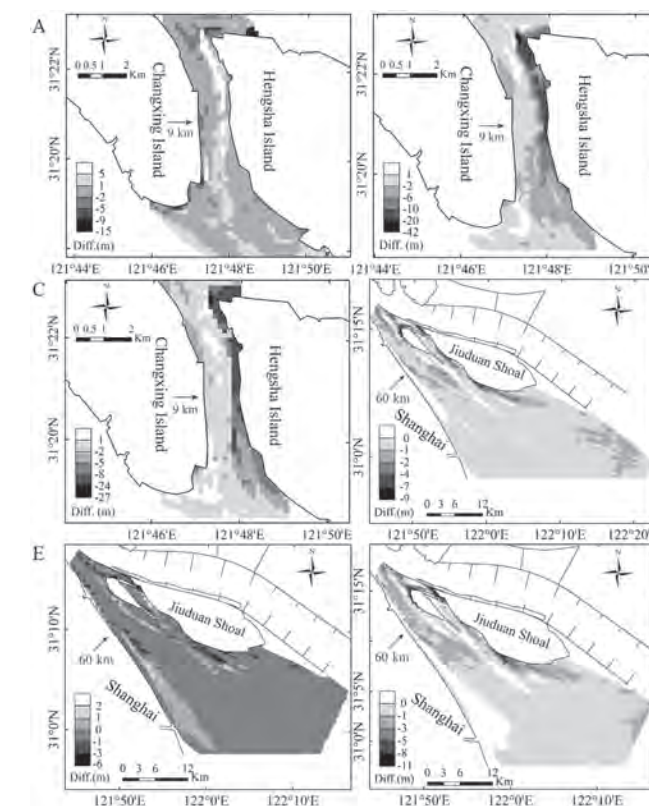 A
N
0 0.5 1 2
Km
31°22'N
31°20'N
Changxing Island
9 km
Hengsha Island
5
1
-2
-5
-9
-15
Diff.(m)
121°44'E 121°46'E 121°48'E 121°50'E
N
0 0.5 1 2
Km
31°22'N
31°20'N
Changxing Island
9 km
Hengsha Island
1
-2
-6
-10
-20
-42
Diff.(m)
121°44'E 121°46'E 121°48'E 121°50
C
N
0 0.5 1 2
Km
31°22'N
31°20'N
Changxing Island
9 km
Hengsha Island
1
-2
-5
-8
-24
-27
Diff.(m)
121°46'E 121°48'E 121°50'E
N
31°15'N
31°0'N
Jiuduan Shoal
60 km
Shanghai
0
-1
-2
-4
-7
-9
Diff.(m)
0 3 6 12
Km
121°50'E 122°0'E 122°10'E 122°20
E
N
31°10'N
31°0'N
31°5'N
Jiuduan Shoal
60 km
Shanghai
2
1
0
-1
-3
-6
Diff.(m)
0 3 6 12
Km
121°50'E 122°0'E 122°10'E
N
31°15'N
31°0'N
Jiuduan Shoal
60 km
Shanghai
0
-1
-3
-5
-8
-11
Diff.(m)
0 3 6 12
Km
121°50'E 122°0'E 122°10'E